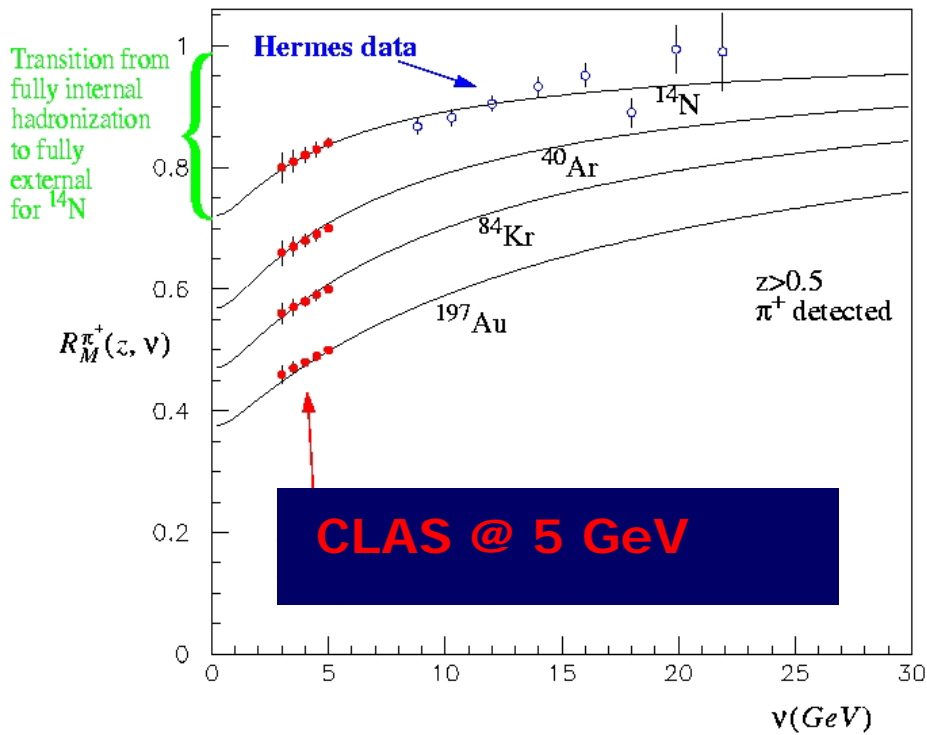 Transition from
fully internal
hadronization
to fully
external
for ¹⁴N
Hermes data
¹⁴N
⁴⁰Ar
⁸⁴Kr
¹⁹⁷Au
z>0.5
π⁺ detected
R_M^{π⁺}(z, ν)
CLAS @ 5 GeV
1
0.8
0.6
0.4
0.2
0
0 5 10 15 20 25 30
ν(GeV)